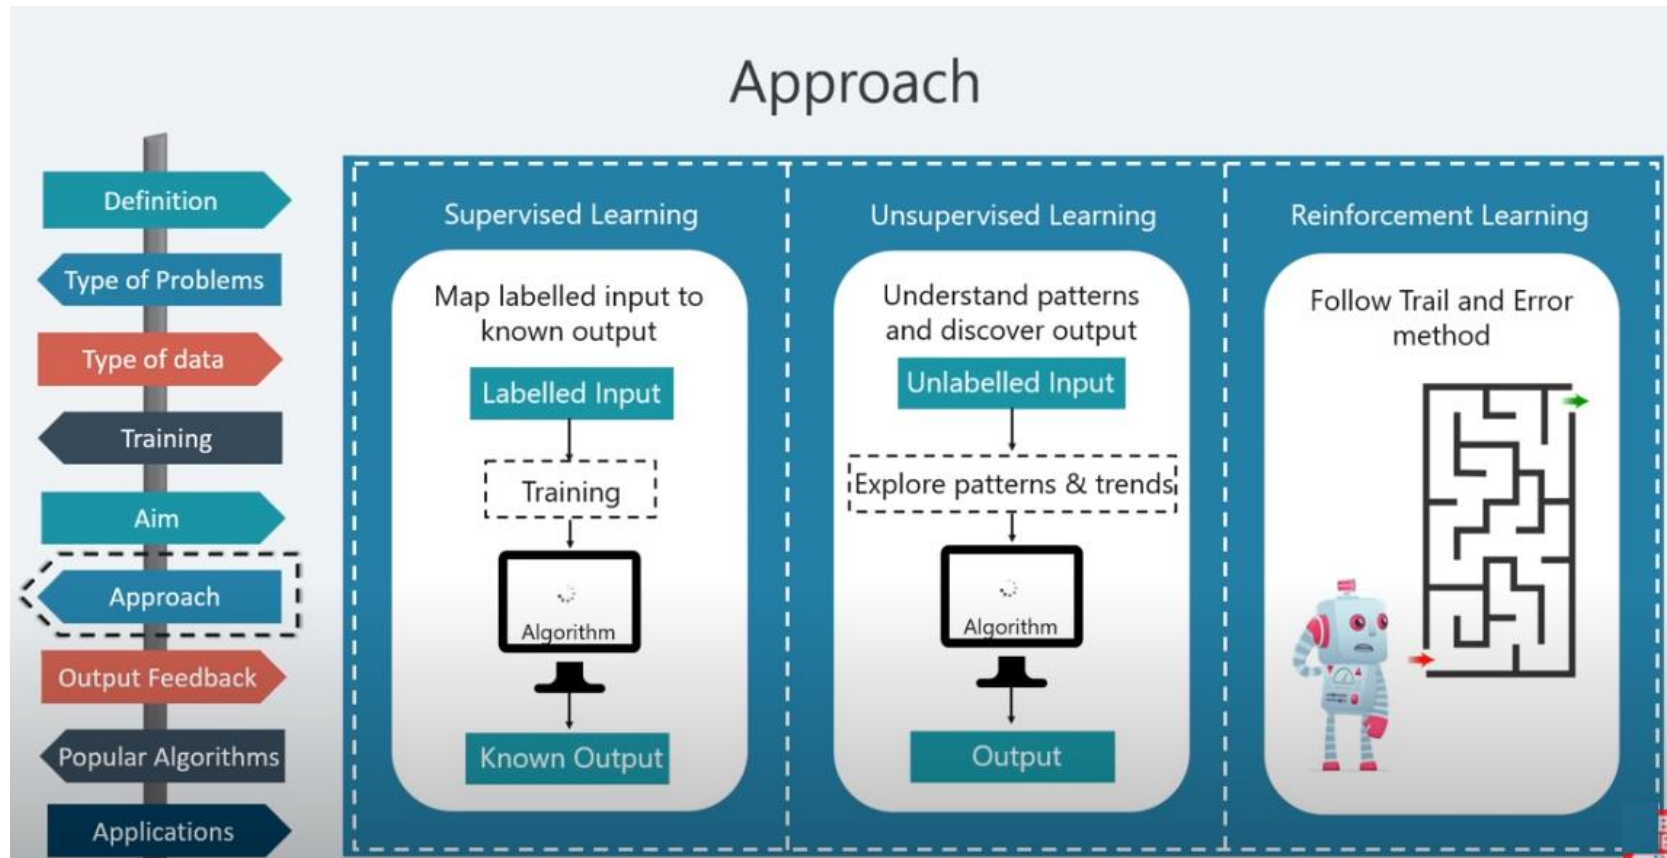 Approach
Definition
Type of Problems
Type of data
Training
Aim
Approach
Output Feedback
Popular Algorithms
Applications
Supervised Learning
Map labelled input to
known output
Labelled Input
Training
Algorithm
Known Output
Unsupervised Learning
Understand patterns
and discover output
Unlabelled Input
Explore patterns & trends
Algorithm
Output
Reinforcement Learning
Follow Trail and Error
method